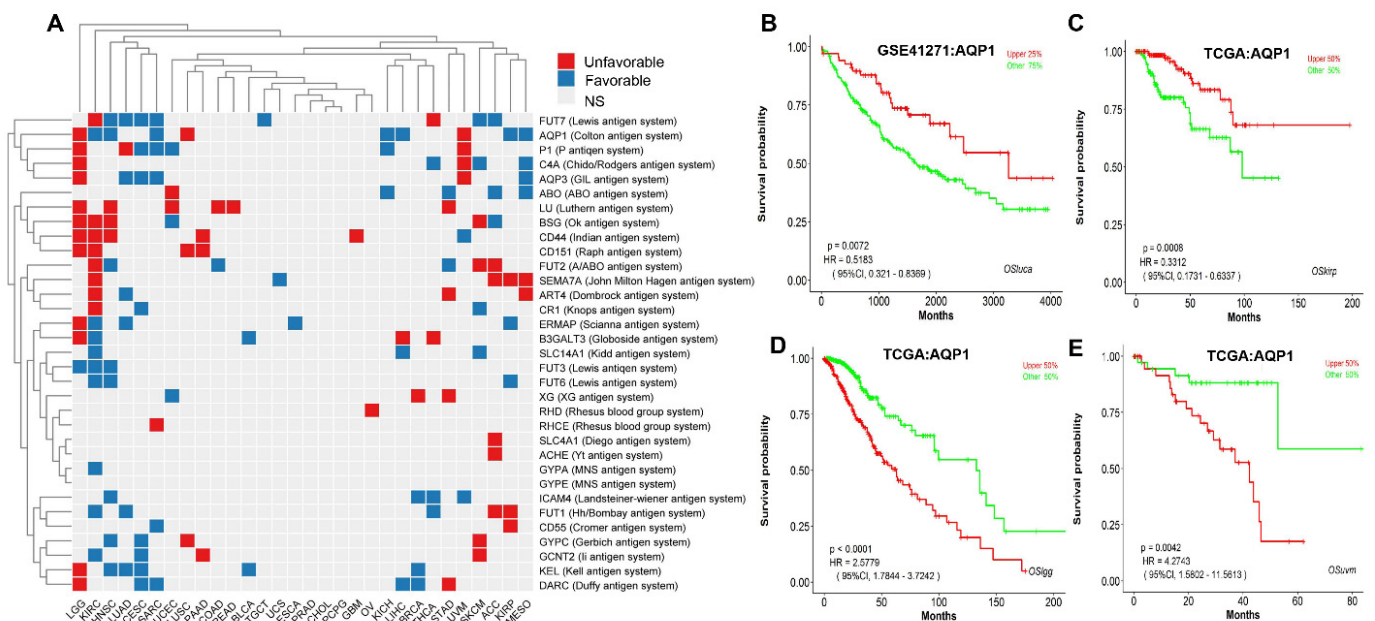 A
Unfavorable
Favorable
NS
FUT7 (Lewis antigen system)
AQP1 (Colton antigen system)
P1 (P antiqen system)
C4A (Chido/Rodgers antigen system)
AQP3 (GIL antigen system)
ABO (ABO antigen system)
LU (Luthern antigen system)
BSG (Ok antigen system)
CD44 (Indian antigen system)
CD151 (Raph antigen system)
FUT2 (A/ABO antigen system)
SEMA7A (John Milton Hagen antigen system)
ART4 (Dombrock antigen system)
CR1 (Knops antigen system)
ERMAP (Scianna antigen system)
B3GALT3 (Globoside antigen system)
SLC14A1 (Kidd antigen system)
FUT3 (Lewis antiqen system)
FUT6 (Lewis antigen system)
XG (XG antigen system)
RHD (Rhesus blood group system)
RHCE (Rhesus blood group system)
SLC4A1 (Diego antigen system)
ACHE (Yt antigen system)
GYPA (MNS antigen system)
GYPE (MNS antigen system)
ICAM4 (Landsteiner-wiener antigen system)
FUT1 (Hh/Bombay antigen system)
CD55 (Cromer antigen system)
GYPC (Gerbich antigen system)
GCNT2 (Ii antigen system)
KEL (Kell antigen system)
DARC (Duffy antigen system)
LGG KIRC HNSC LUAD CESC SARC UCEC LUSC PAAD COAD READ BLCA TGCT UCS ESCA PRAD CHOL PCPG GBM OV KICH LIHC BRCA THCA STAD UVM SKCM ACC KIRP MESO
B
GSE41271:AQP1
Upper 25%
Other 75%
Survival probability
1.00
0.75
0.50
0.25
0.00
p = 0.0072
HR = 0.5183
( 95%CI, 0.321 - 0.8369)
OSluca
0 1000 2000 3000 4000
Months
C
TCGA:AQP1
Upper 50%
Other 50%
Survival probability
1.00
0.75
0.50
0.25
0.00
p = 0.0008
HR = 0.3312
( 95%CI, 0.1731 - 0.6337)
OSkirp
0 50 100 150 200
Months
D
TCGA:AQP1
Upper 50%
Other 50%
Survival probability
1.00
0.75
0.50
0.25
0.00
p < 0.0001
HR = 2.5779
( 95%CI, 1.7844 - 3.7242)
OSlgg
0 50 100 150 200
Months
E
TCGA:AQP1
Upper 50%
Other 50%
Survival probability
1.00
0.75
0.50
0.25
0.00
p = 0.0042
HR = 4.2743
( 95%CI, 1.5802 - 11.5613)
OSuvm
0 20 40 60 80
Months